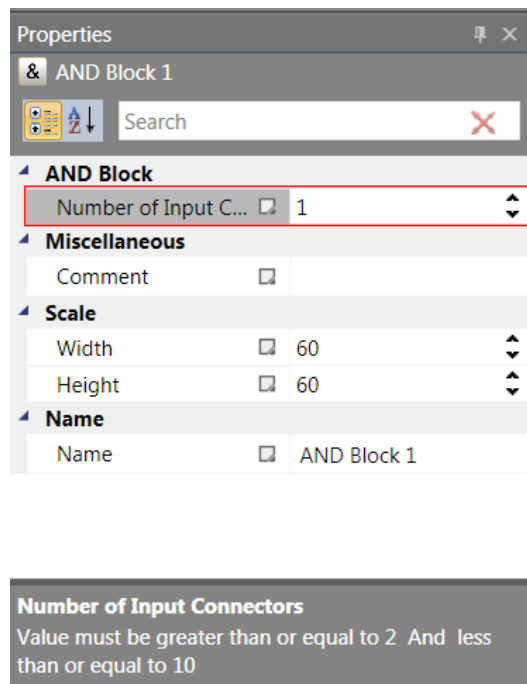 Properties
& AND Block 1
A Z Search
AND Block
Number of Input C... 1
Miscellaneous
Comment
Scale
Width 60
Height 60
Name
Name AND Block 1
Number of Input Connectors
Value must be greater than or equal to 2 And less
than or equal to 10